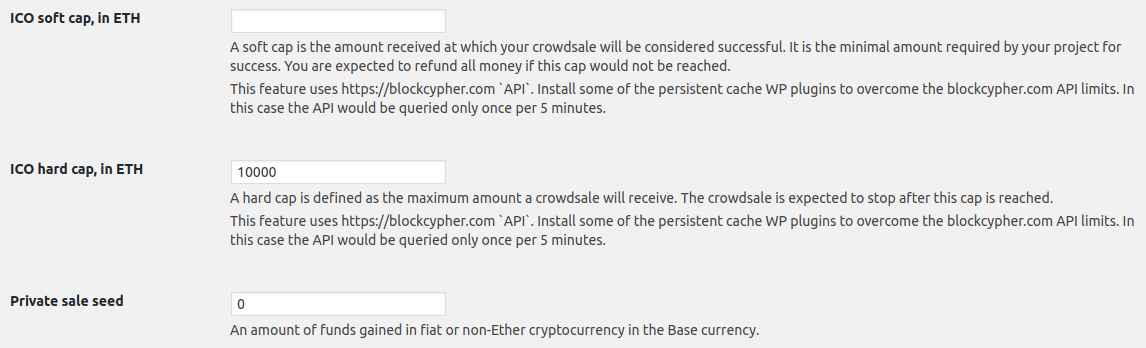 ICO soft cap, in ETH
A soft cap is the amount received at which your crowdsale will be considered successful. It is the minimal amount required by your project for
success. You are expected to refund all money if this cap would not be reached.
This feature uses https://blockcypher.com `API`. Install some of the persistent cache WP plugins to overcome the blockcypher.com API limits. In
this case the API would be queried only once per 5 minutes.
ICO hard cap, in ETH
10000
A hard cap is defined as the maximum amount a crowdsale will receive. The crowdsale is expected to stop after this cap is reached.
This feature uses https://blockcypher.com `API`. Install some of the persistent cache WP plugins to overcome the blockcypher.com API limits. In
this case the API would be queried only once per 5 minutes.
Private sale seed
0
An amount of funds gained in fiat or non-Ether cryptocurrency in the Base currency.